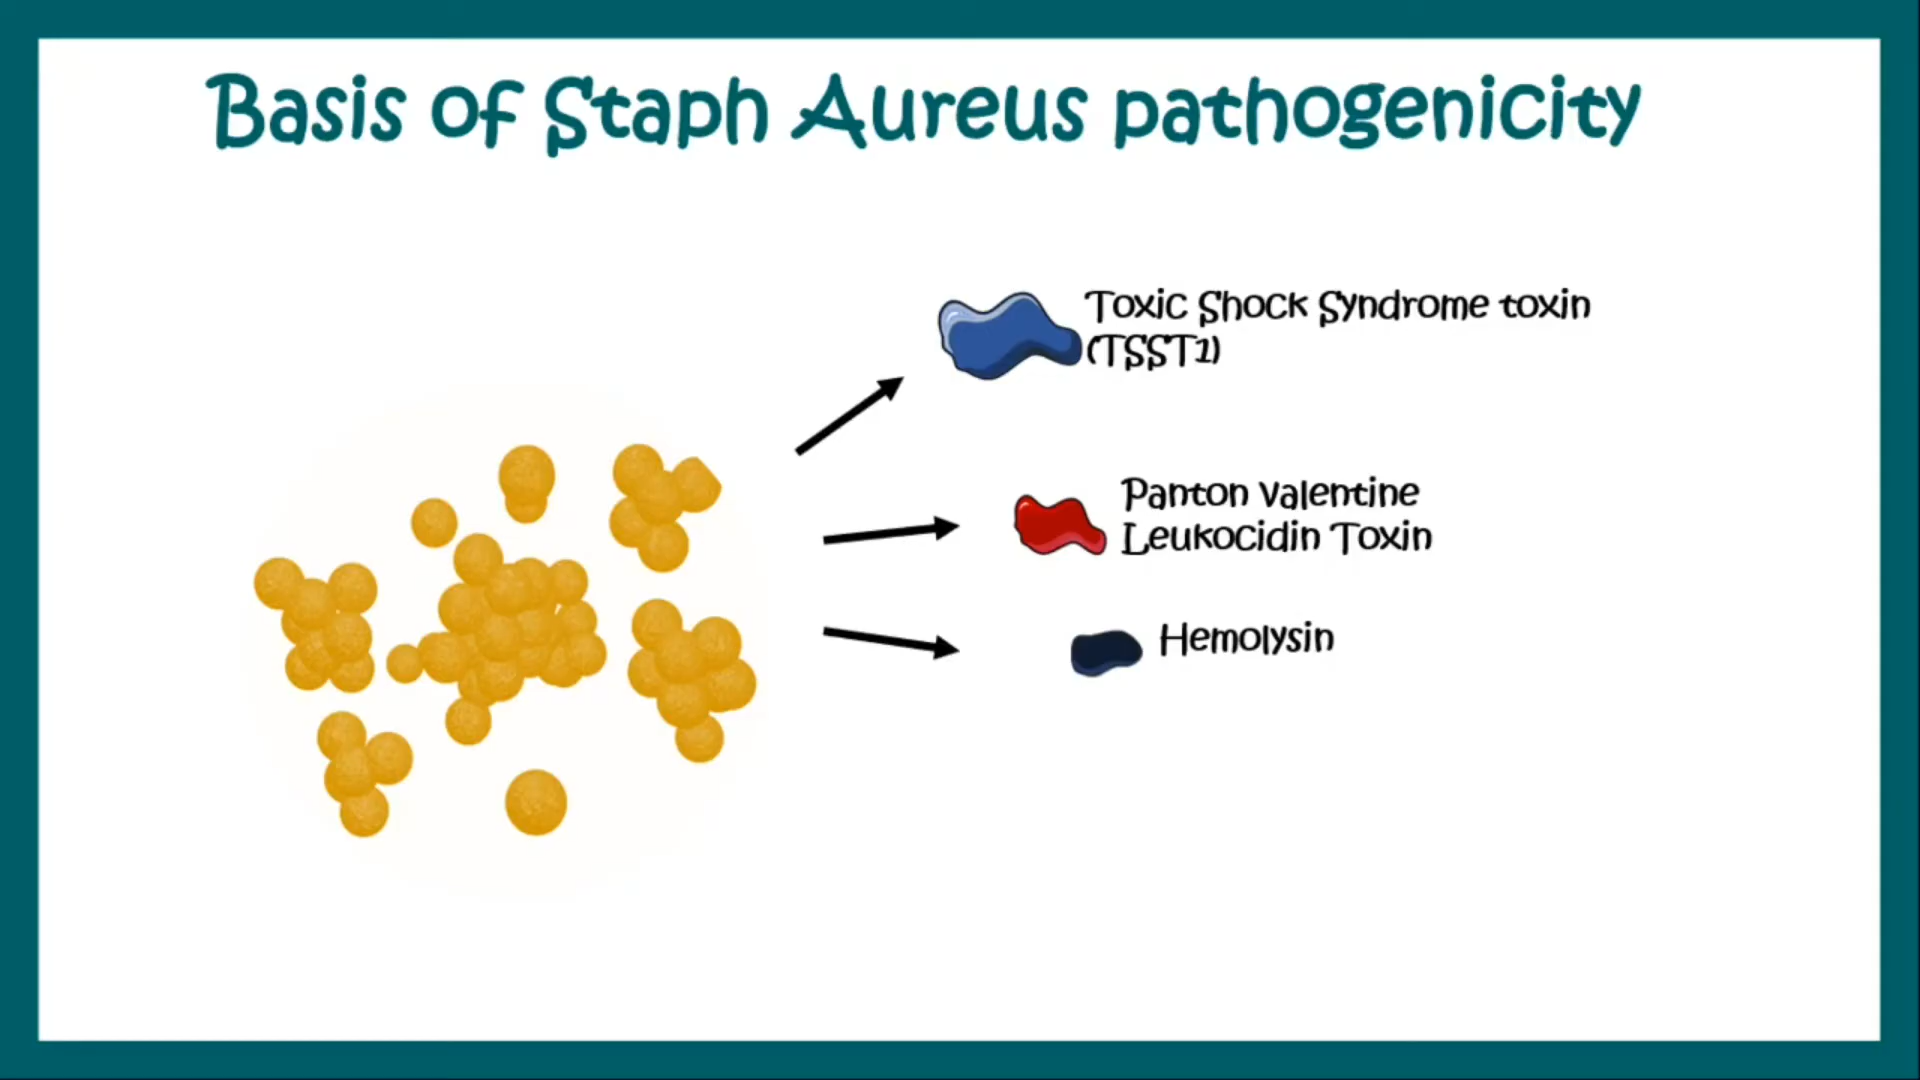 Basis of Staph Aureus pathogenicity
Toxic Shock Syndrome toxin
(TSST1)
Panton Valentine
Leukocidin Toxin
Hemolysin